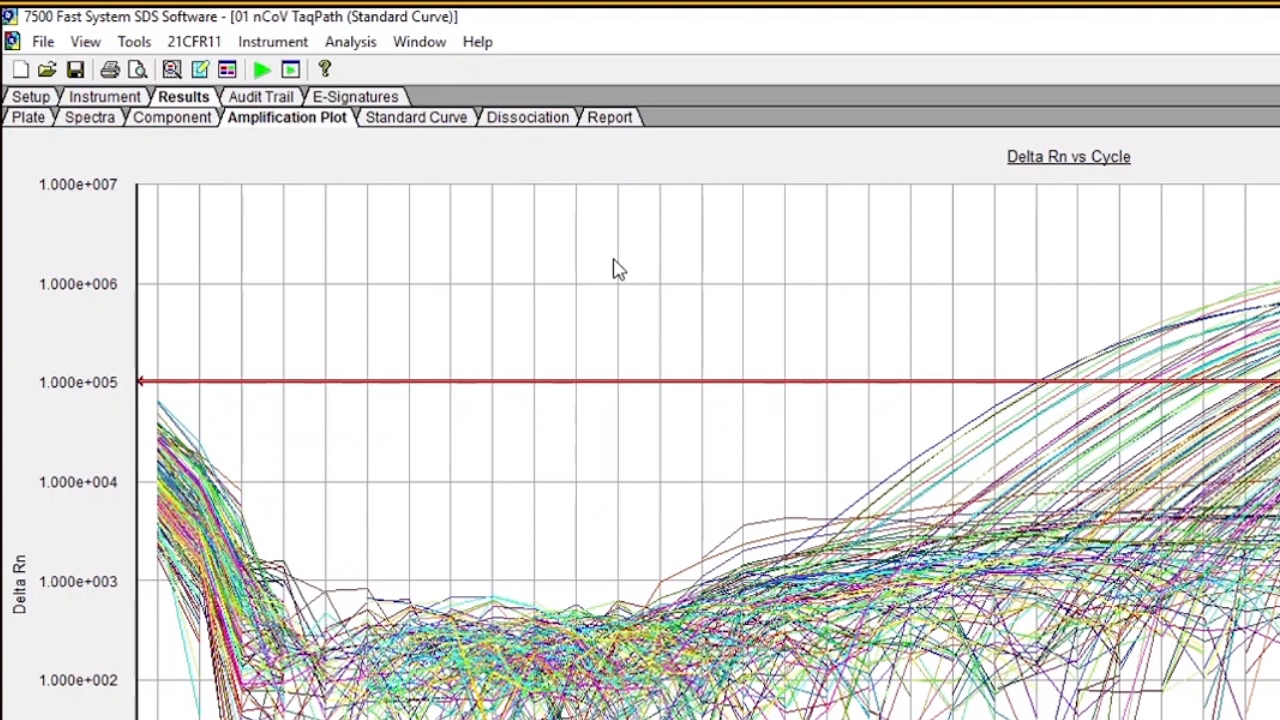 7500 Fast System SDS Software - [01 nCoV TaqPath (Standard Curve)]
File View Tools 21CFR11 Instrument Analysis Window Help
Setup Instrument Results Audit Trail E-Signatures
Plate Spectra Component Amplification Plot Standard Curve Dissociation Report
Delta Rn vs Cycle
1.000e+007
1.000e+006
1.000e+005
1.000e+004
1.000e+003
1.000e+002
Delta Rn